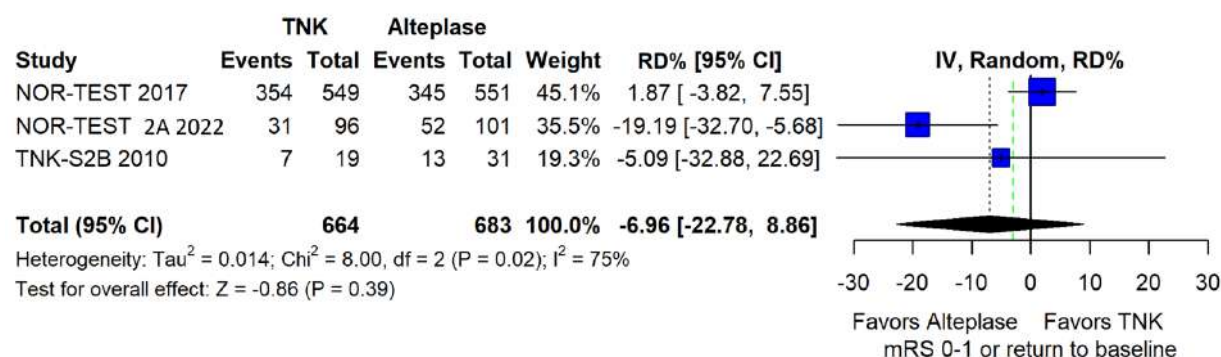 TNK Alteplase
Study Events Total Events Total Weight RD% [95% CI] IV, Random, RD%
NOR-TEST 2017 354 549 345 551 45.1% 1.87 [ -3.82, 7.55]
NOR-TEST 2A 2022 31 96 52 101 35.5% -19.19 [-32.70, -5.68]
TNK-S2B 2010 7 19 13 31 19.3% -5.09 [-32.88, 22.69]
Total (95% CI) 664 683 100.0% -6.96 [-22.78, 8.86]
Heterogeneity: Tau² = 0.014; Chi² = 8.00, df = 2 (P = 0.02); I² = 75%
Test for overall effect: Z = -0.86 (P = 0.39)
-30 -20 -10 0 10 20 30
Favors Alteplase Favors TNK
mRS 0-1 or return to baseline